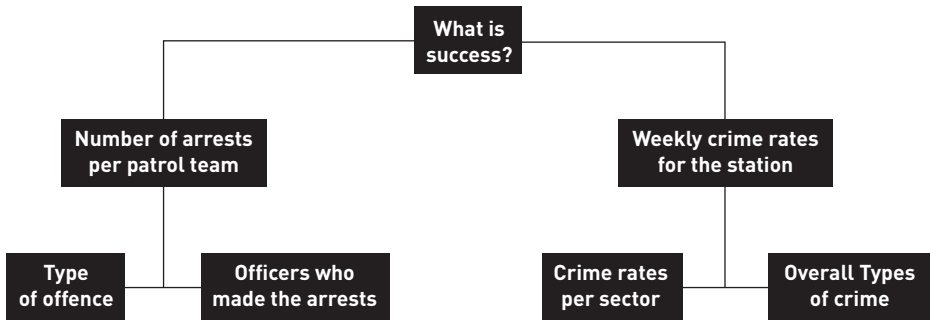 What is
success?
Number of arrests
per patrol team
Weekly crime rates
for the station
Type
of offence
Officers who
made the arrests
Crime rates
per sector
Overall Types
of crime